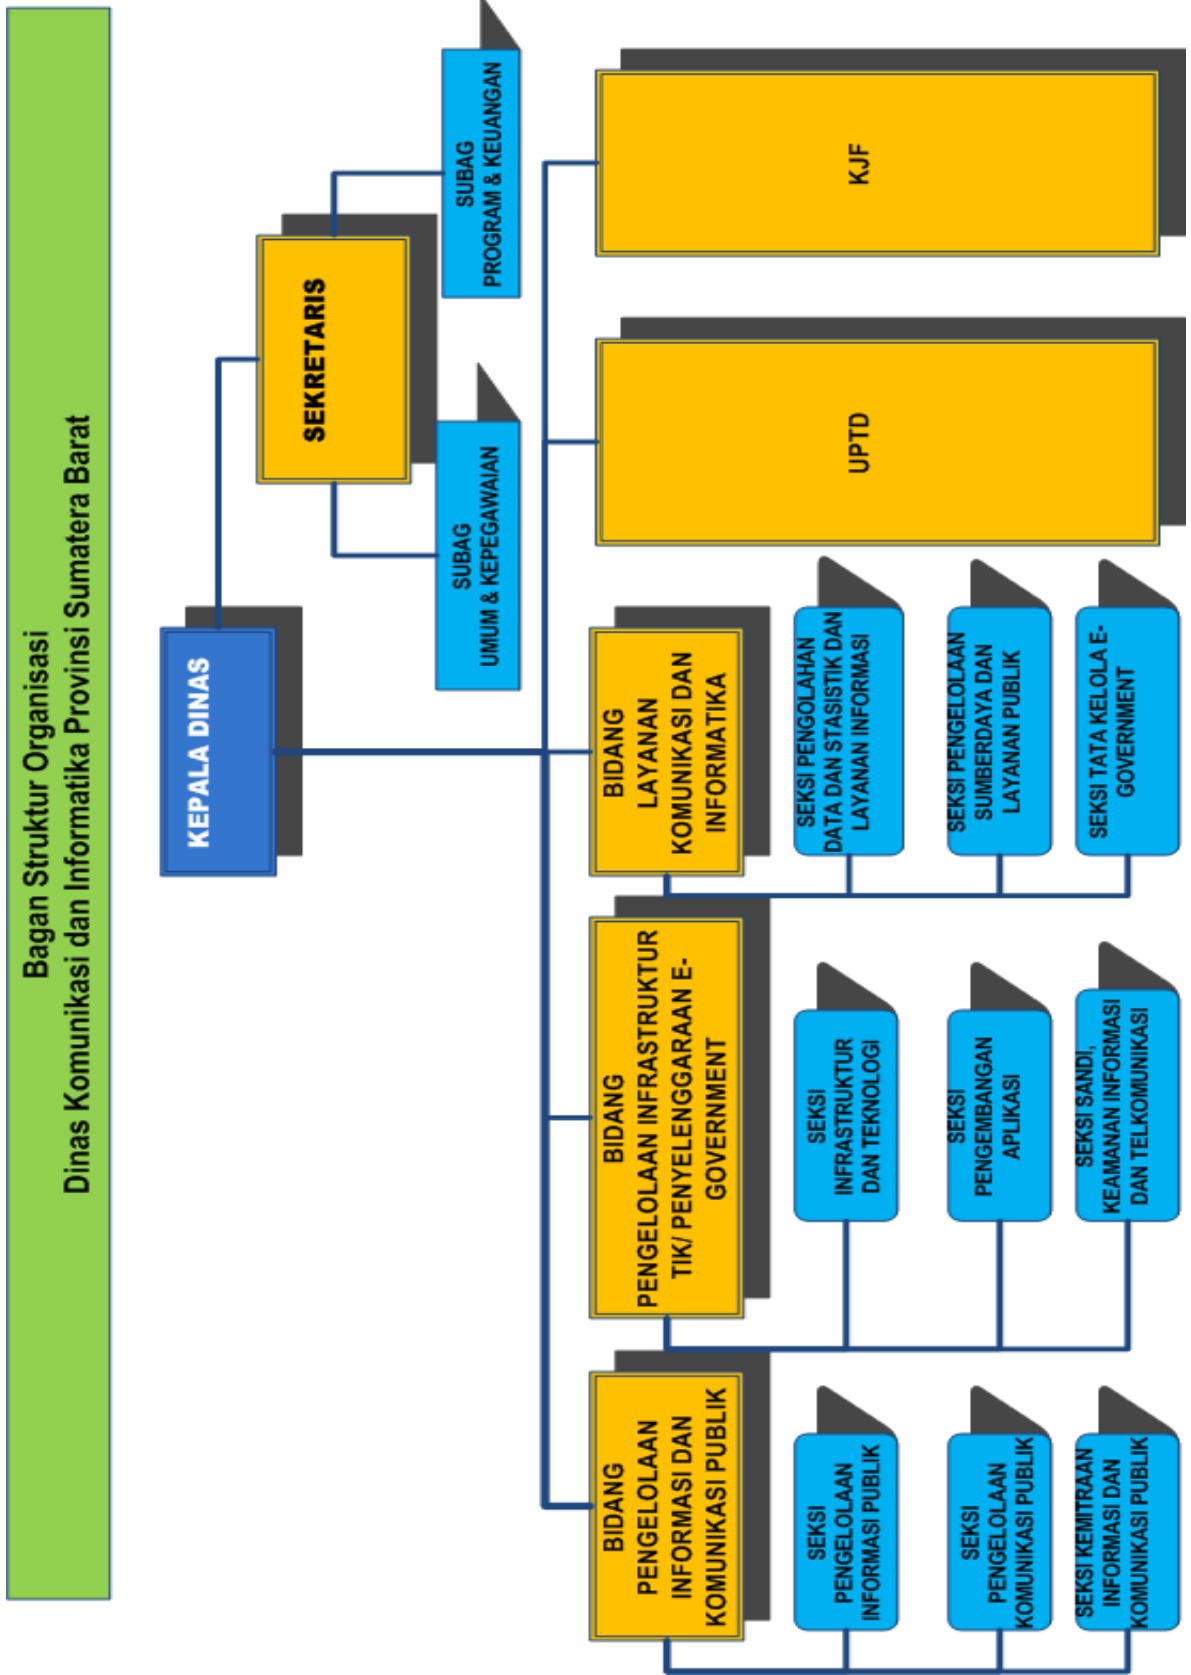 Bagan Struktur Organisasi
Dinas Komunikasi dan Informatika Provinsi Sumatera Barat
KEPALA DINAS
SEKRETARIS
SUBAG
UMUM & KEPEGAWAIAN
SUBAG
PROGRAM & KEUANGAN
BIDANG
PENGELOLAAN
INFORMASI DAN
KOMUNIKASI PUBLIK
BIDANG
PENGELOLAAN INFRASTRUKTUR
TIK/ PENYELENGGARAAN E-
GOVERNMENT
BIDANG
LAYANAN
KOMUNIKASI DAN
INFORMATIKA
UPTD
KJF
SEKSI
PENGELOLAAN
INFORMASI PUBLIK
SEKSI
INFRASTRUKTUR
DAN TEKNOLOGI
SEKSI PENGOLAHAN
DATA DAN STASISTIK DAN
LAYANAN INFORMASI
SEKSI
PENGELOLAAN
KOMUNIKASI PUBLIK
SEKSI
PENGEMBANGAN
APLIKASI
SEKSI PENGELOLAAN
SUMBERDAYA DAN
LAYANAN PUBLIK
SEKSI KEMITRAAN
INFORMASI DAN
KOMUNIKASI PUBLIK
SEKSI SANDI,
KEAMANAN INFORMASI
DAN TELKOMUNIKASI
SEKSI TATA KELOLA E-
GOVERNMENT